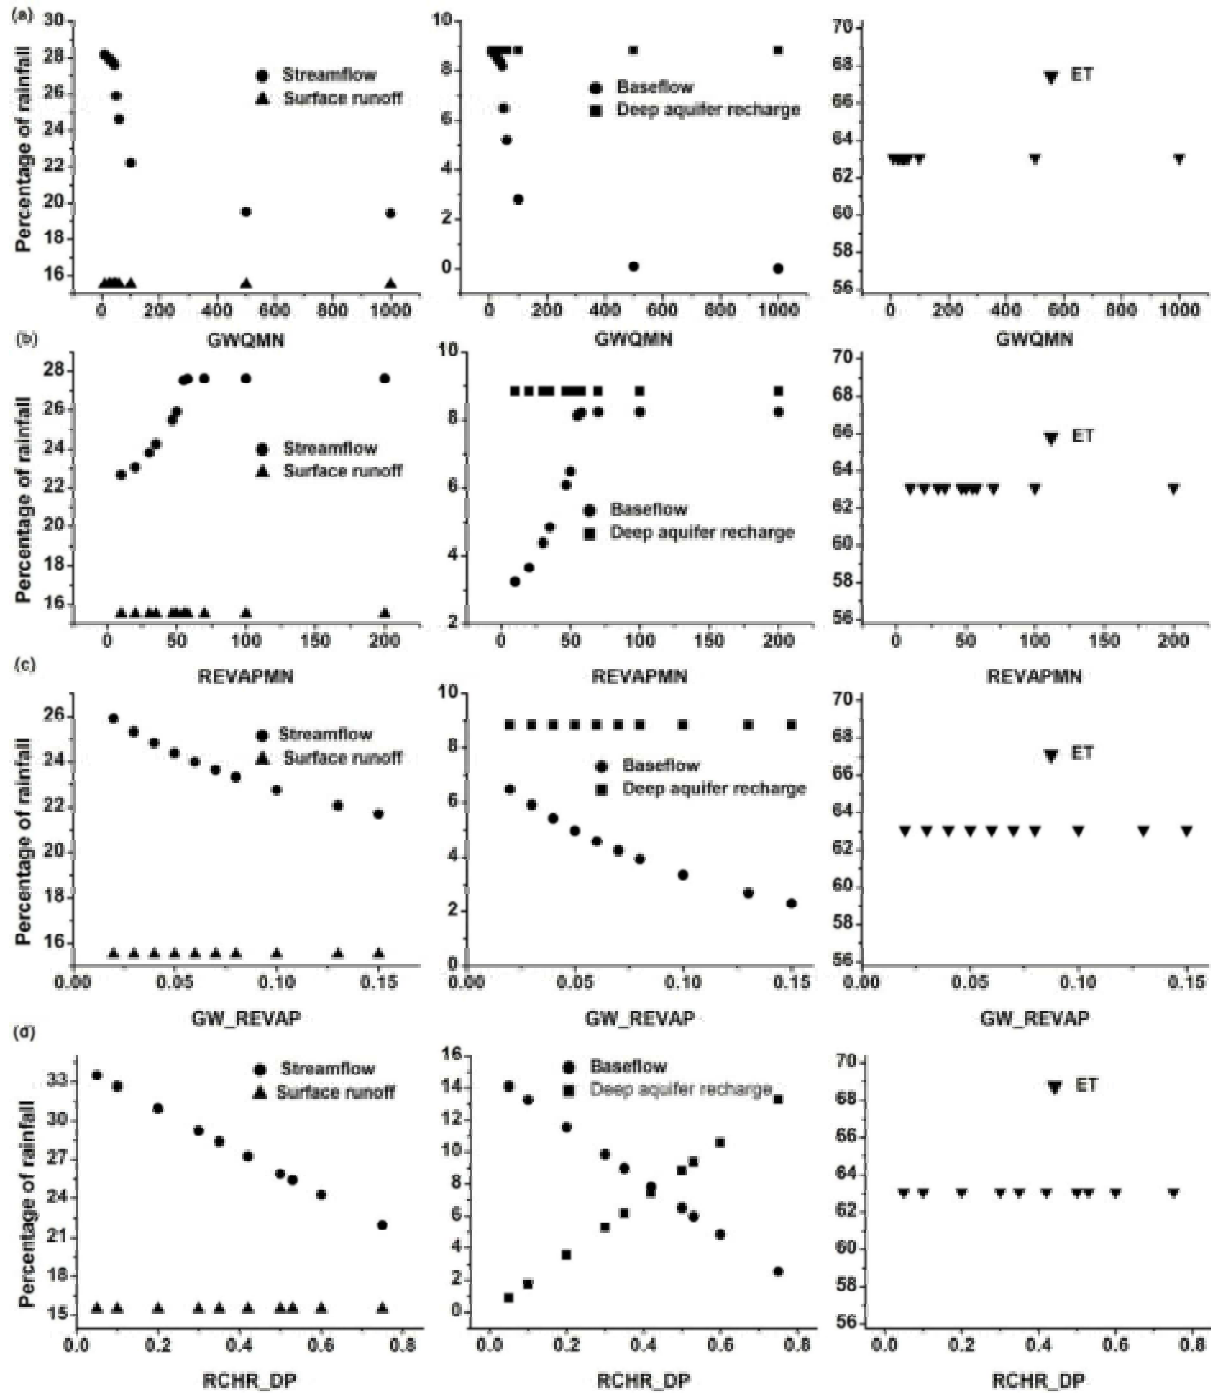 (a)
Percentage of rainfall
30
28
26
24
22
20
18
16
Streamflow
Surface runoff
0 200 400 600 800 1000
GWQMN
10
8
6
4
2
0
Baseflow
Deep aquifer recharge
0 200 400 600 800 1000
GWQMN
70
68
66
64
62
60
58
56
ET
0 200 400 600 800 1000
GWQMN
(b)
Percentage of rainfall
28
26
24
22
20
18
16
Streamflow
Surface runoff
0 50 100 150 200
REVAPMN
10
8
6
4
2
Baseflow
Deep aquifer recharge
0 50 100 150 200
REVAPMN
70
68
66
64
62
60
58
56
ET
0 50 100 150 200
REVAPMN
(c)
Percentage of rainfall
26
24
22
20
18
16
Streamflow
Surface runoff
0.00 0.05 0.10 0.15
GW_REVAP
10
8
6
4
2
0
Baseflow
Deep aquifer recharge
0.00 0.05 0.10 0.15
GW_REVAP
70
68
66
64
62
60
58
56
ET
0.00 0.05 0.10 0.15
GW_REVAP
(d)
Percentage of rainfall
33
30
27
24
21
18
15
Streamflow
Surface runoff
0.0 0.2 0.4 0.6 0.8
RCHR_DP
16
14
12
10
8
6
4
2
0
Baseflow
Deep aquifer recharge
0.0 0.2 0.4 0.6 0.8
RCHR_DP
70
68
66
64
62
60
58
56
ET
0.0 0.2 0.4 0.6 0.8
RCHR_DP